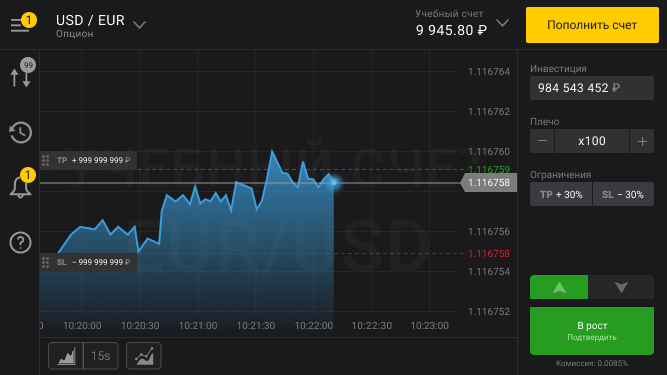 1
USD / EUR
Опцион
Учебный счет
9 945.80 ₽
Пополнить счет
99
1
УЧЕБНЫЙ СЧЕТ
EUR/USD
TP + 999 999 999 ₽
SL − 999 999 999 ₽
1.116764
1.116762
1.116760
1.116759
1.116758
1.116756
1.116758
1.116754
1.116752
0
10:20:00
10:20:30
10:21:00
10:21:30
10:22:00
10:22:30
10:23:00
15s
Инвестиция
984 543 452 ₽
Плечо
− x100 +
Ограничения
TP + 30%
SL − 30%
В рост
Подтвердить
Комиссия: 0.0085%